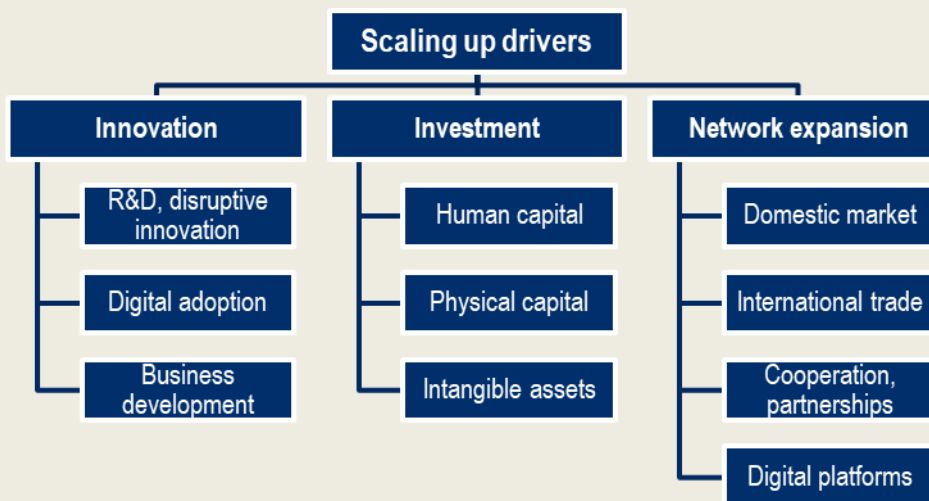 Scaling up drivers
Innovation
R&D, disruptive
innovation
Digital adoption
Business
development
Investment
Human capital
Physical capital
Intangible assets
Network expansion
Domestic market
International trade
Cooperation,
partnerships
Digital platforms